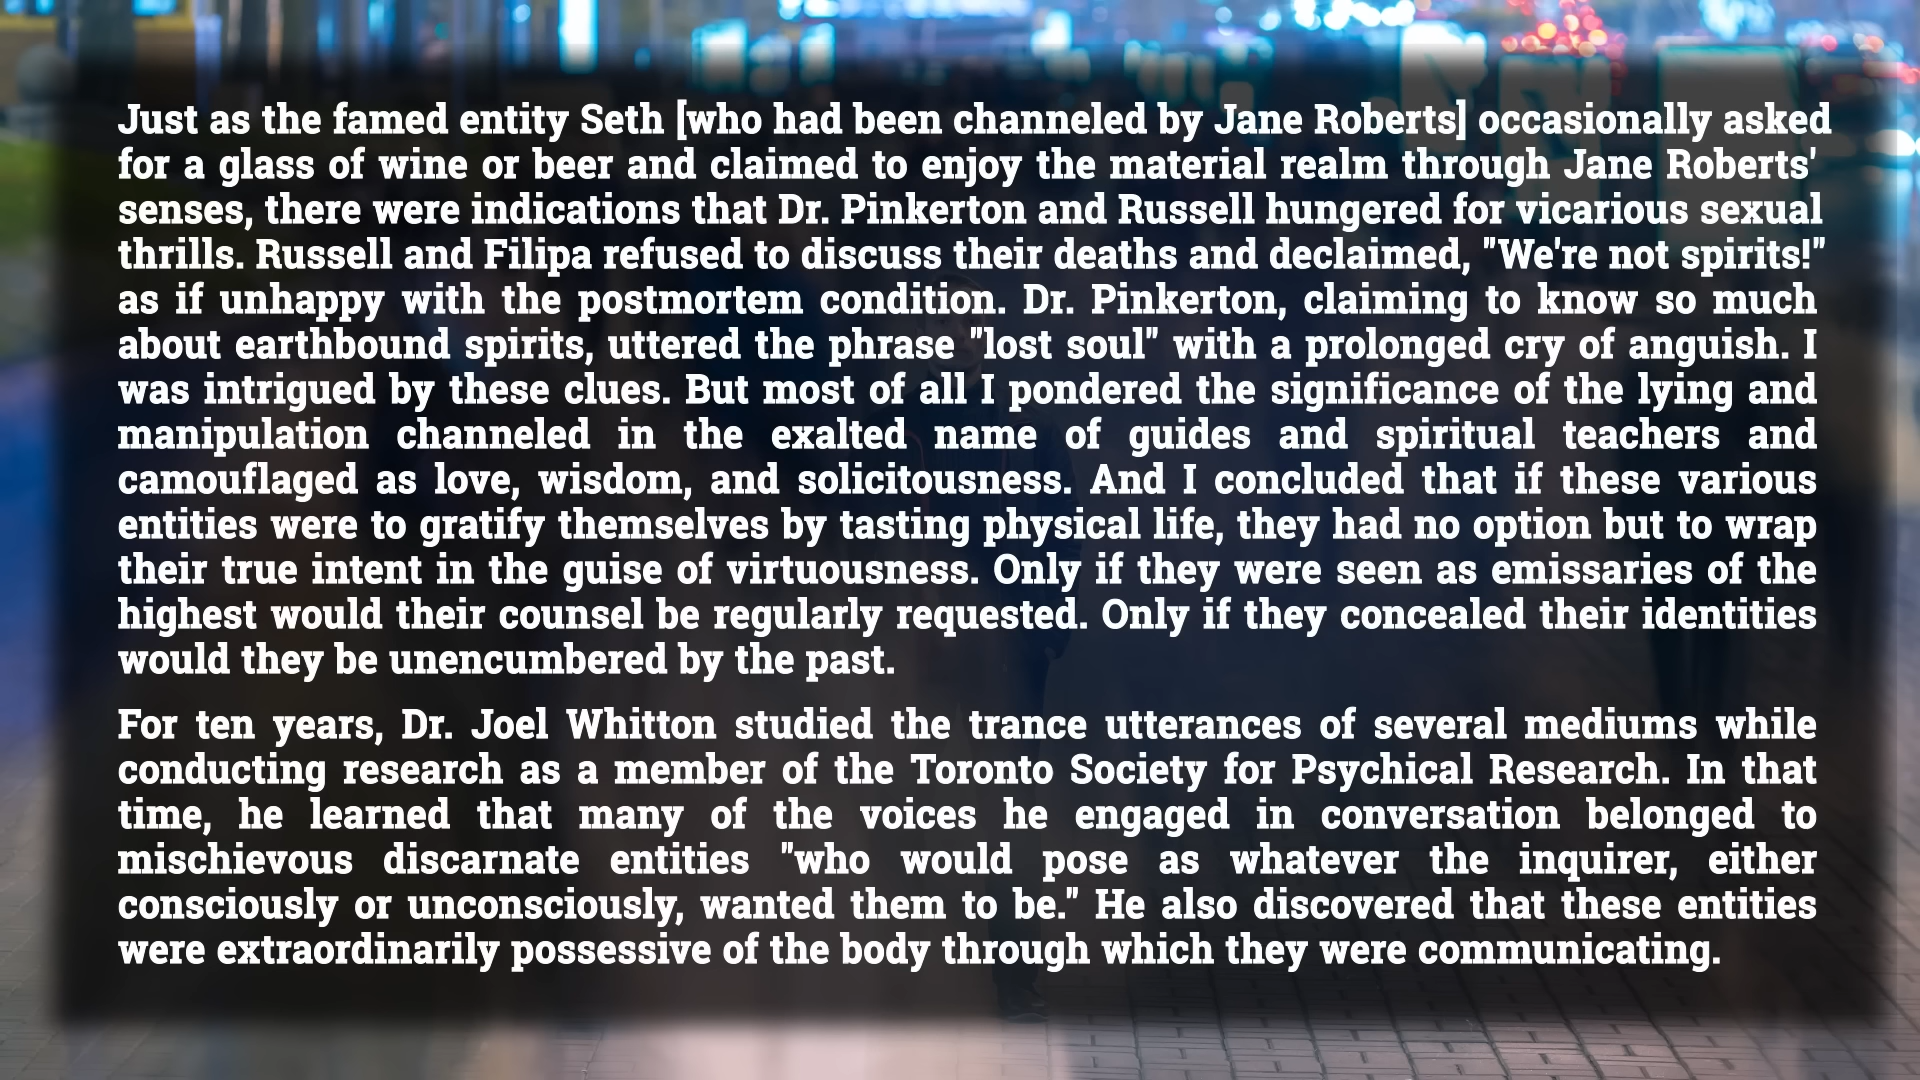 Just as the famed entity Seth [who had been channeled by Jane Roberts] occasionally asked
for a glass of wine or beer and claimed to enjoy the material realm through Jane Roberts'
senses, there were indications that Dr. Pinkerton and Russell hungered for vicarious sexual
thrills. Russell and Filipa refused to discuss their deaths and declaimed, "We're not spirits!"
as if unhappy with the postmortem condition. Dr. Pinkerton, claiming to know so much
about earthbound spirits, uttered the phrase "lost soul" with a prolonged cry of anguish. I
was intrigued by these clues. But most of all I pondered the significance of the lying and
manipulation channeled in the exalted name of guides and spiritual teachers and
camouflaged as love, wisdom, and solicitousness. And I concluded that if these various
entities were to gratify themselves by tasting physical life, they had no option but to wrap
their true intent in the guise of virtuousness. Only if they were seen as emissaries of the
highest would their counsel be regularly requested. Only if they concealed their identities
would they be unencumbered by the past.
For ten years, Dr. Joel Whitton studied the trance utterances of several mediums while
conducting research as a member of the Toronto Society for Psychical Research. In that
time, he learned that many of the voices he engaged in conversation belonged to
mischievous discarnate entities "who would pose as whatever the inquirer, either
consciously or unconsciously, wanted them to be." He also discovered that these entities
were extraordinarily possessive of the body through which they were communicating.